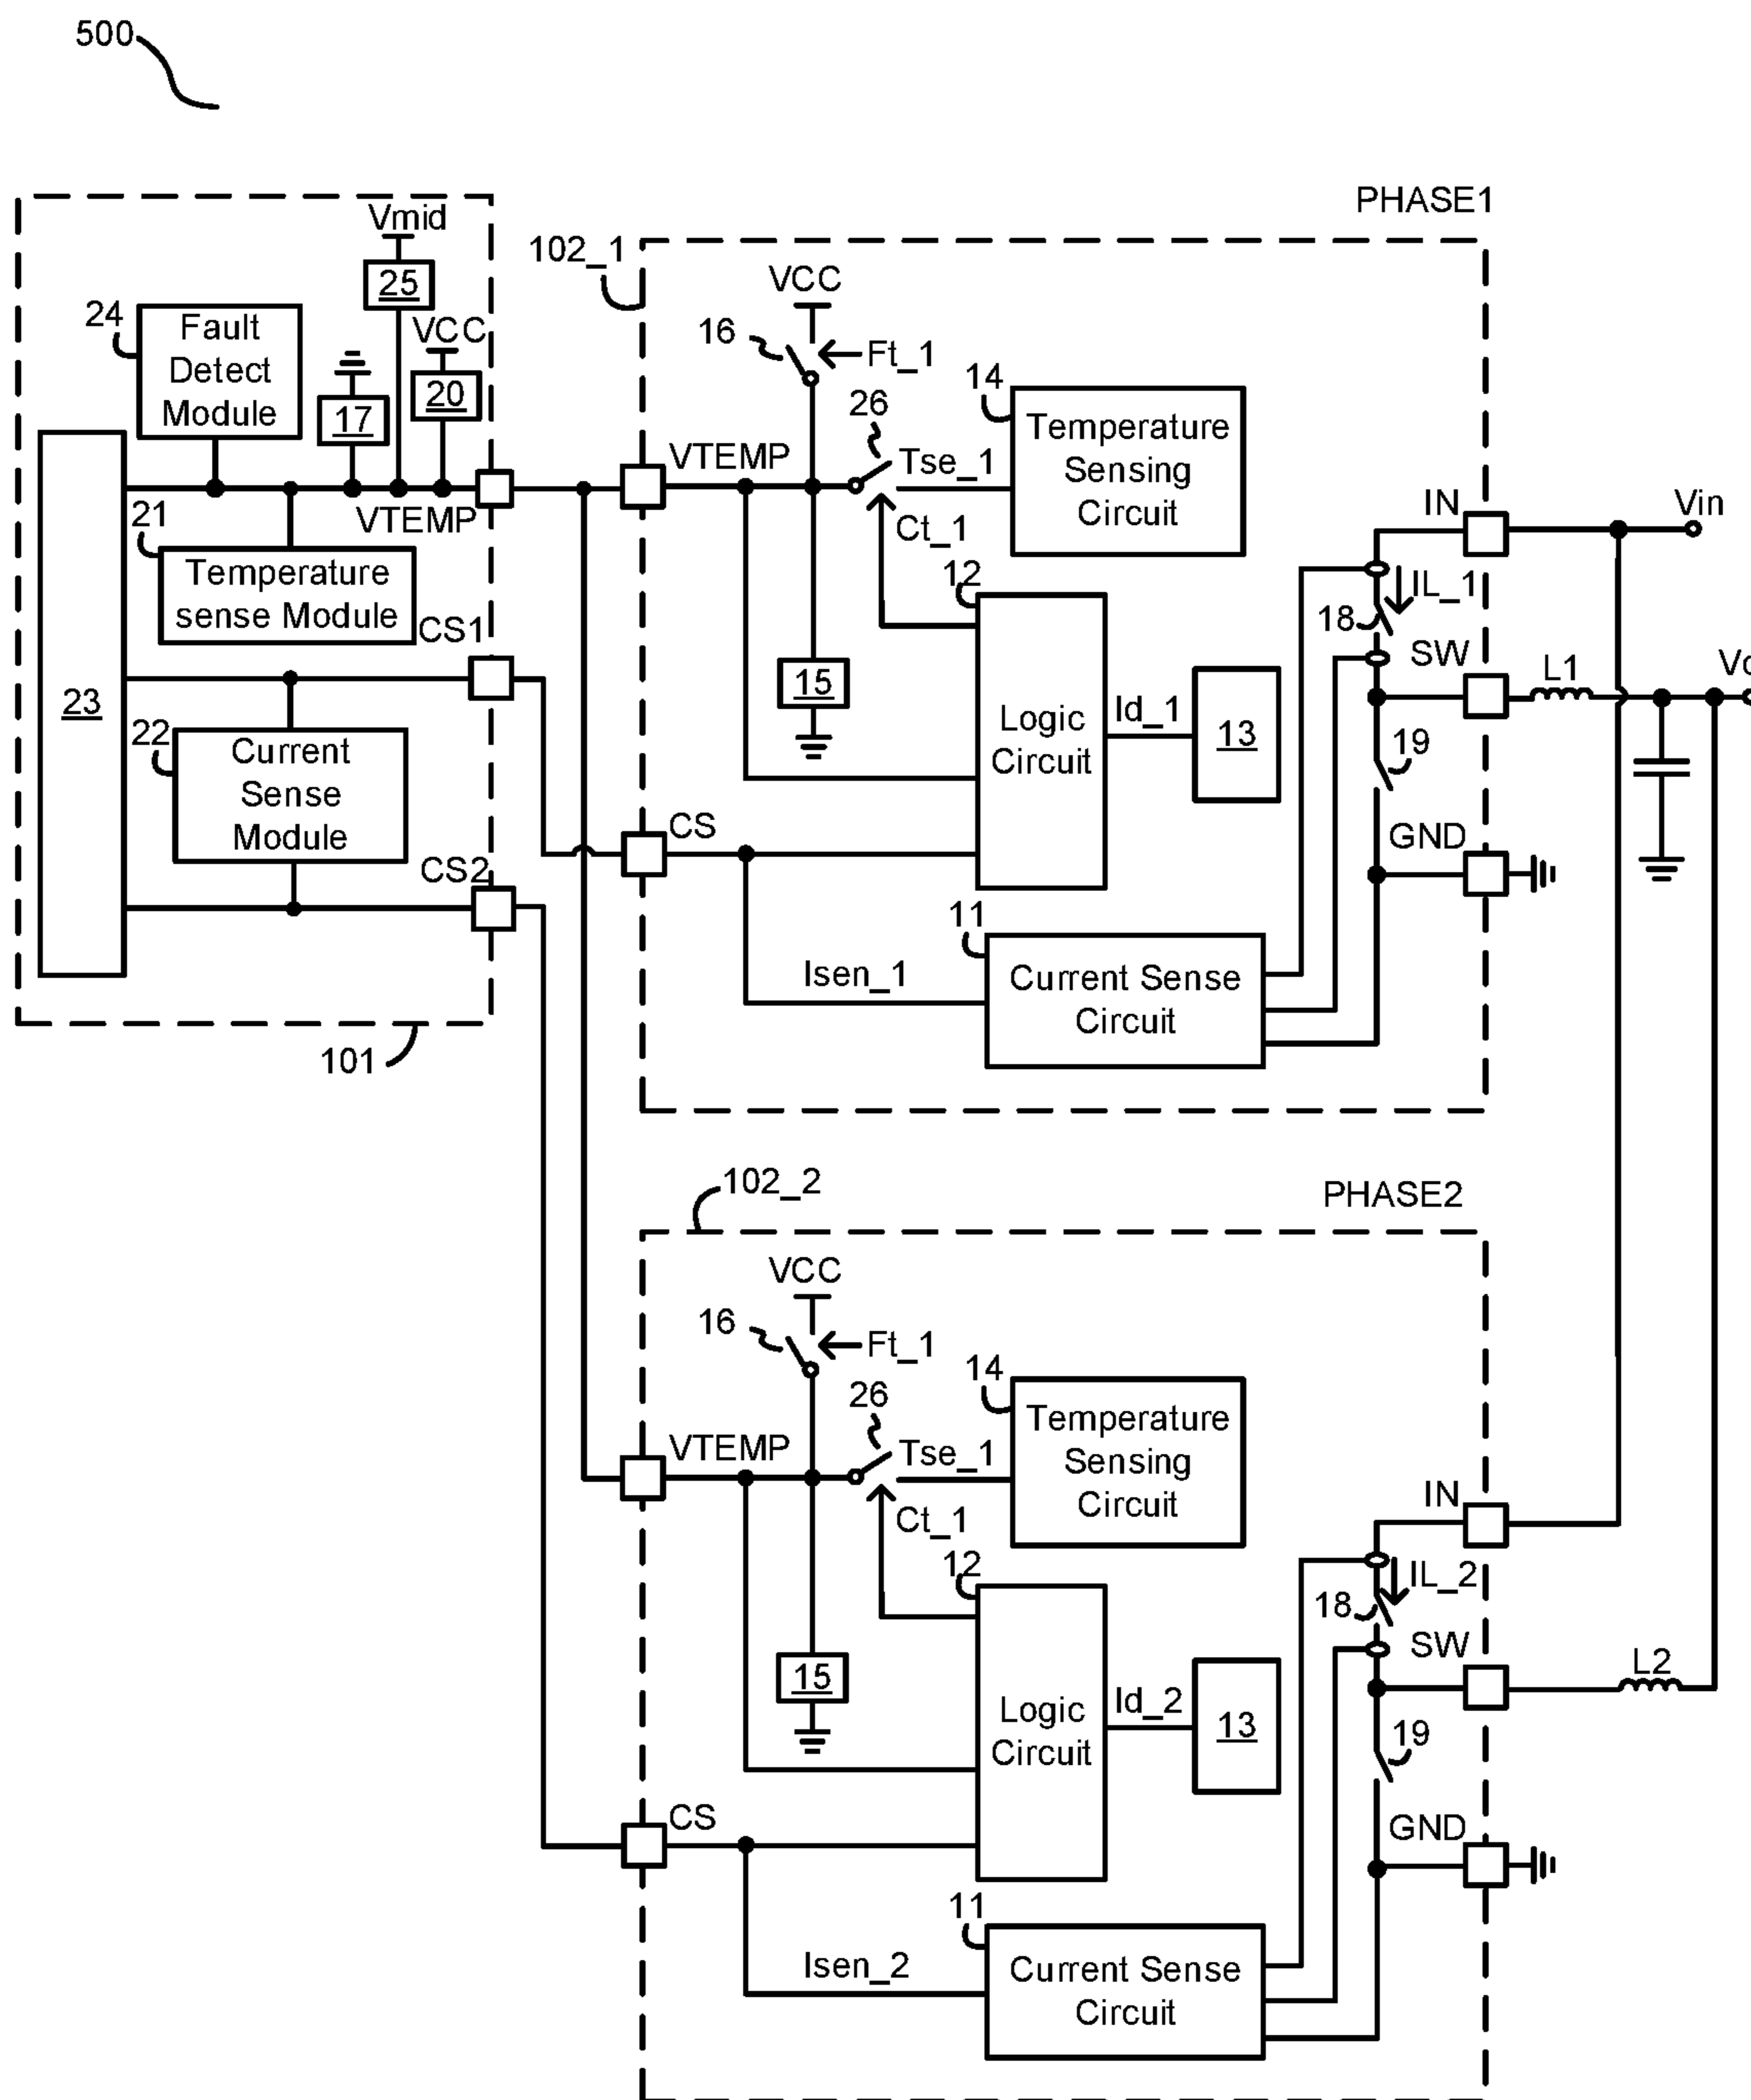 500
Vmid
25
24
Fault
Detect
Module
VCC
17
20
VTEMP
21
Temperature
sense Module
CS1
23
22
Current
Sense
Module
CS2
101
PHASE1
102_1
VCC
16
Ft_1
26
14
Temperature
Sensing
Circuit
VTEMP
Tse_1
Ct_1
12
15
Logic
Circuit
Id_1
13
CS
11
Isen_1
Current Sense
Circuit
IN
Vin
IL_1
18
SW
L1
19
GND
PHASE2
102_2
VCC
16
Ft_1
26
14
Temperature
Sensing
Circuit
VTEMP
Tse_1
Ct_1
12
15
Logic
Circuit
Id_2
13
CS
11
Isen_2
Current Sense
Circuit
IN
IL_2
18
SW
L2
19
GND